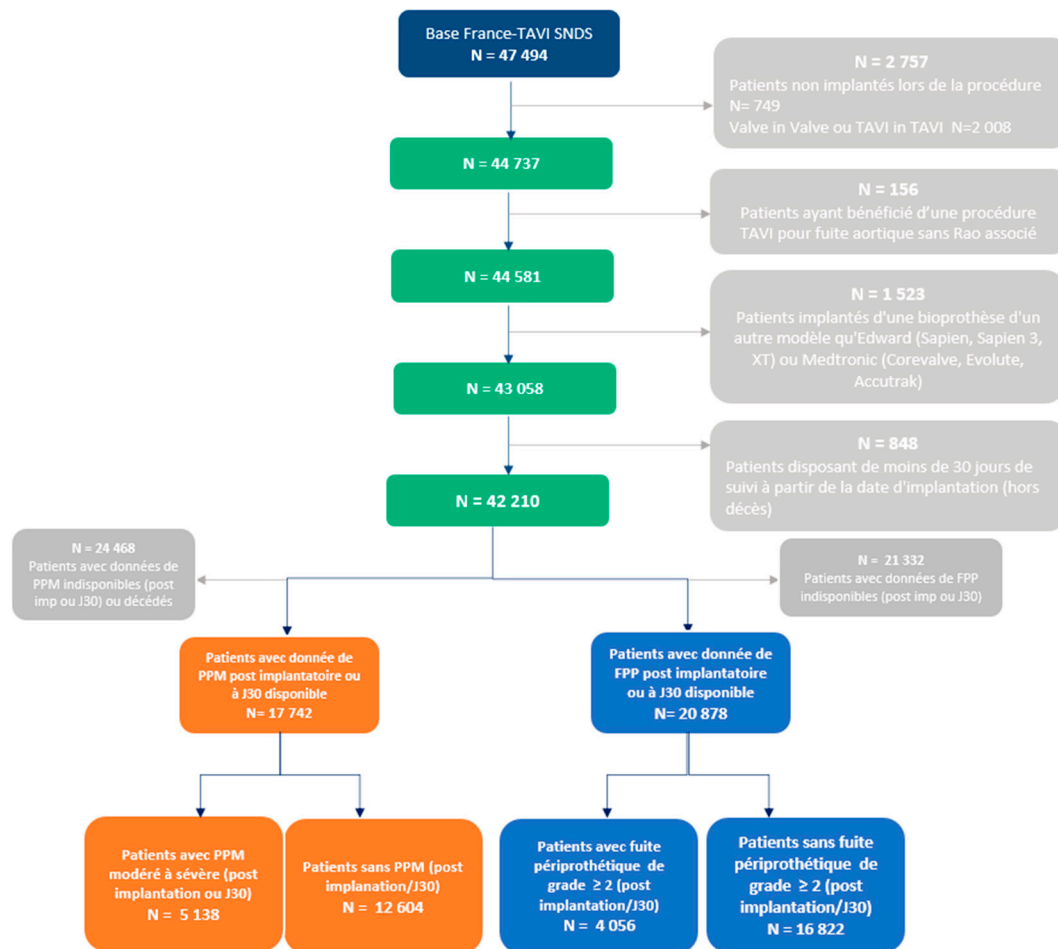 Base France-TAVI SNDS
N = 47 494
N = 2 757
Patients non implantés lors de la procédure
N= 749
Valve in Valve ou TAVI in TAVI N=2 008
N = 44 737
N = 156
Patients ayant bénéficié d'une procédure
TAVI pour fuite aortique sans Rao associé
N = 44 581
N = 1 523
Patients implantés d'une bioprothèse d'un
autre modèle qu'Edward (Sapien, Sapien 3,
XT) ou Medtronic (Corevalve, Evolute,
Accutrak)
N = 43 058
N = 848
Patients disposant de moins de 30 jours de
suivi à partir de la date d'implantation (hors
décès)
N = 42 210
N = 24 468
Patients avec données de
PPM indisponibles (post
imp ou J30) ou décédés
N = 21 332
Patients avec données de FPP
indisponibles (post imp ou J30)
Patients avec donnée de
PPM post implantatoire ou
à J30 disponible
N= 17 742
Patients avec donnée de
FPP post implantatoire
ou à J30 disponible
N= 20 878
Patients avec PPM
modéré à sévère (post
implantation ou J30)
N = 5 138
Patients sans PPM (post
implanation/J30)
N = 12 604
Patients avec fuite
périprothétique de
grade ≥ 2 (post
implantation/J30)
N = 4 056
Patients sans fuite
périprothétique de
grade ≥ 2 (post
implantation/J30)
N = 16 822